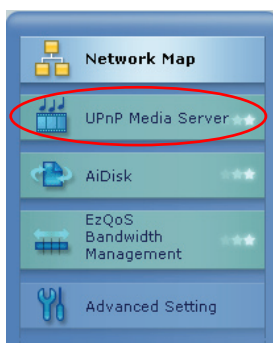 Network Map
UPnP Media Server
AiDisk
EzQoS
Bandwidth
Management
Advanced Setting